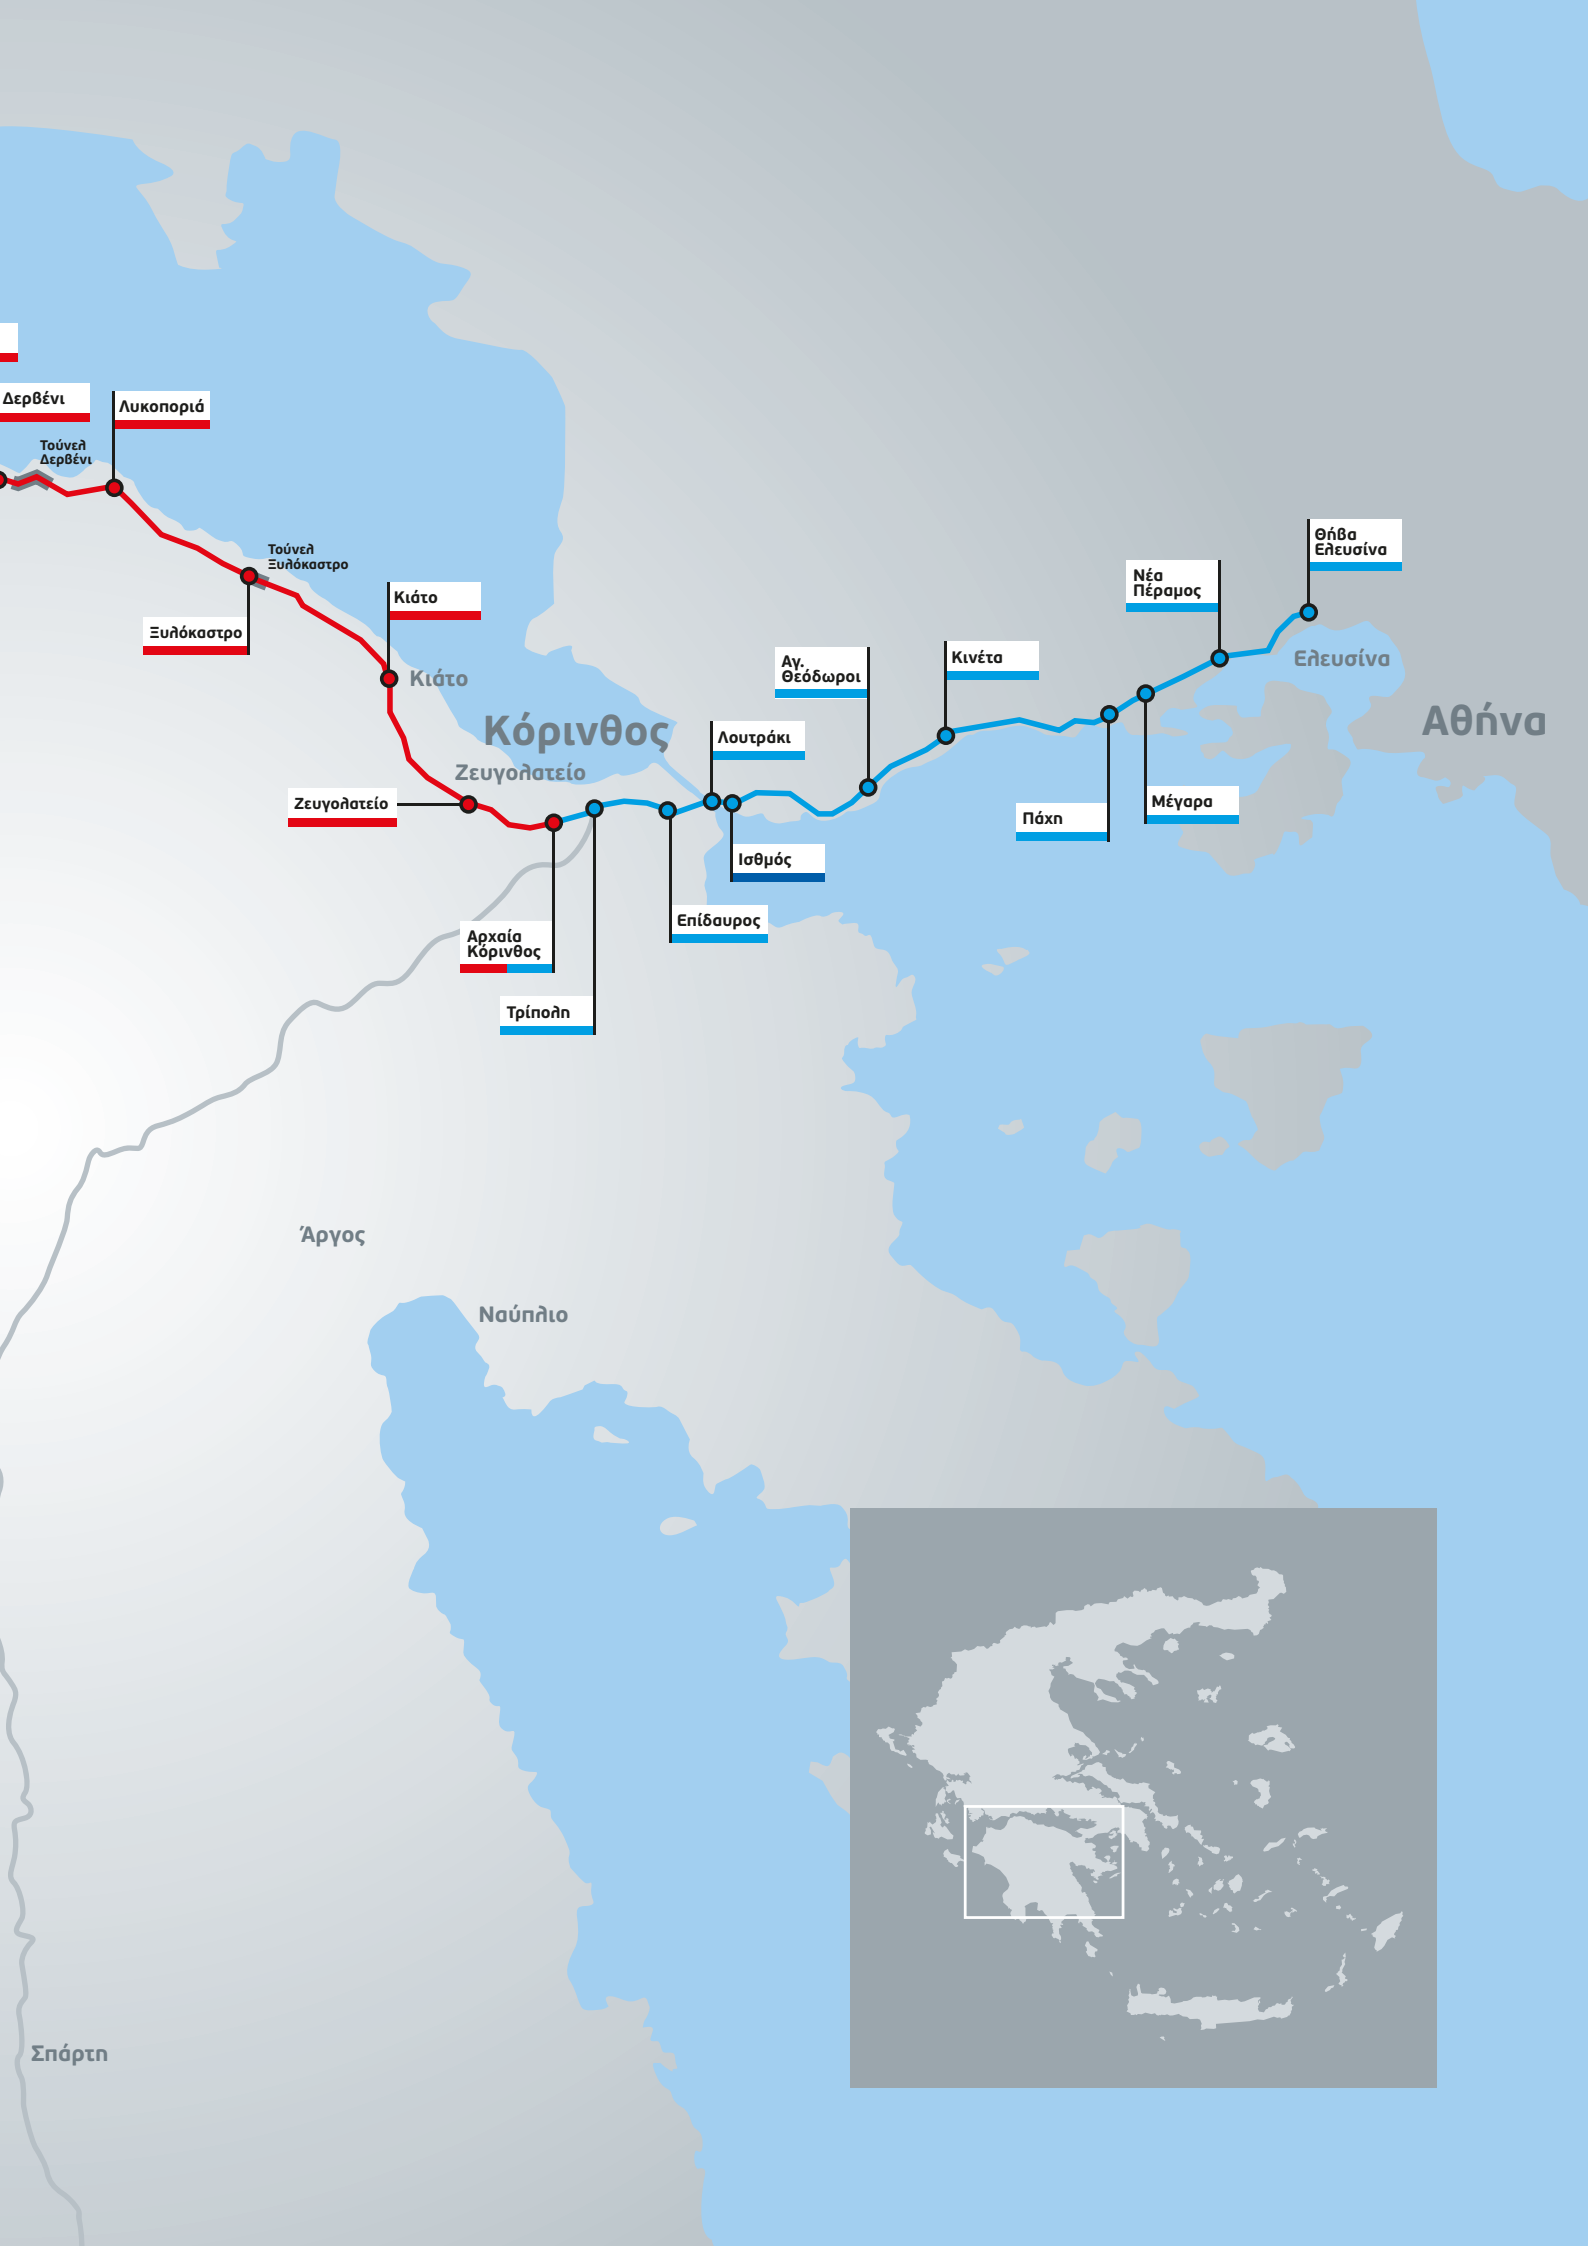 Δερβένι
Λυκοποριά
Τούνελ
Δερβένι
Θήβα
Ελευσίνα
Τούνελ
Ξυλόκαστρο
Νέα
Πέραμος
Κιάτο
Ξυλόκαστρο
Κιάτο
Αγ.
Θεόδωροι
Κινέτα
Ελευσίνα
Κόρινθος
Αθήνα
Λουτράκι
Ζευγολατείο
Ζευγολατείο
Πάχη
Μέγαρα
Ισθμός
Επίδαυρος
Αρχαία
Κόρινθος
Τρίπολη
Άργος
Ναύπλιο
Σπάρτη